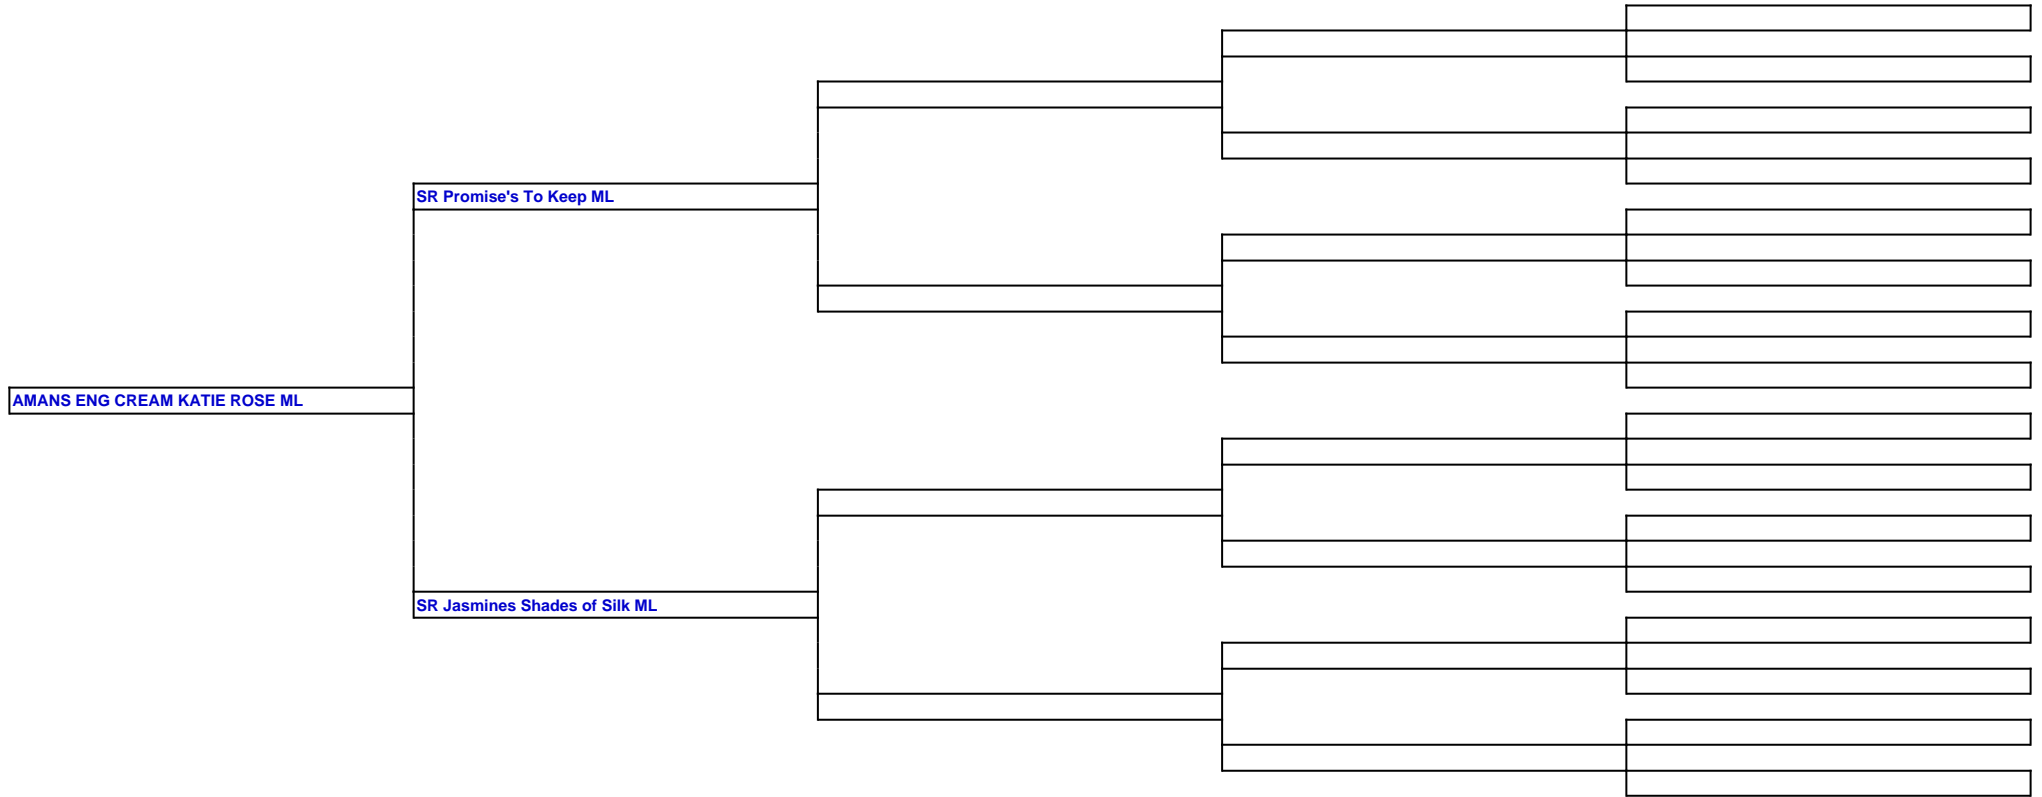 SR Promise's To Keep ML
AMANS ENG CREAM KATIE ROSE ML
SR Jasmines Shades of Silk ML